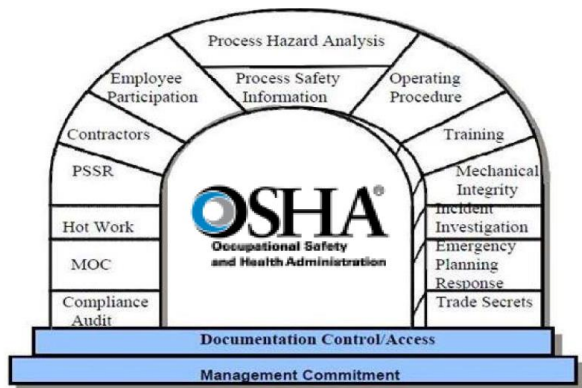 Process Hazard Analysis
Employee
Participation
Process Safety
Information
Operating
Procedure
Contractors
Training
PSSR
Mechanical
Integrity
Hot Work
Incident
Investigation
MOC
Emergency
Planning
Response
Compliance
Audit
Trade Secrets
OSHA®
Occupational Safety
and Health Administration
Documentation Control/Access
Management Commitment